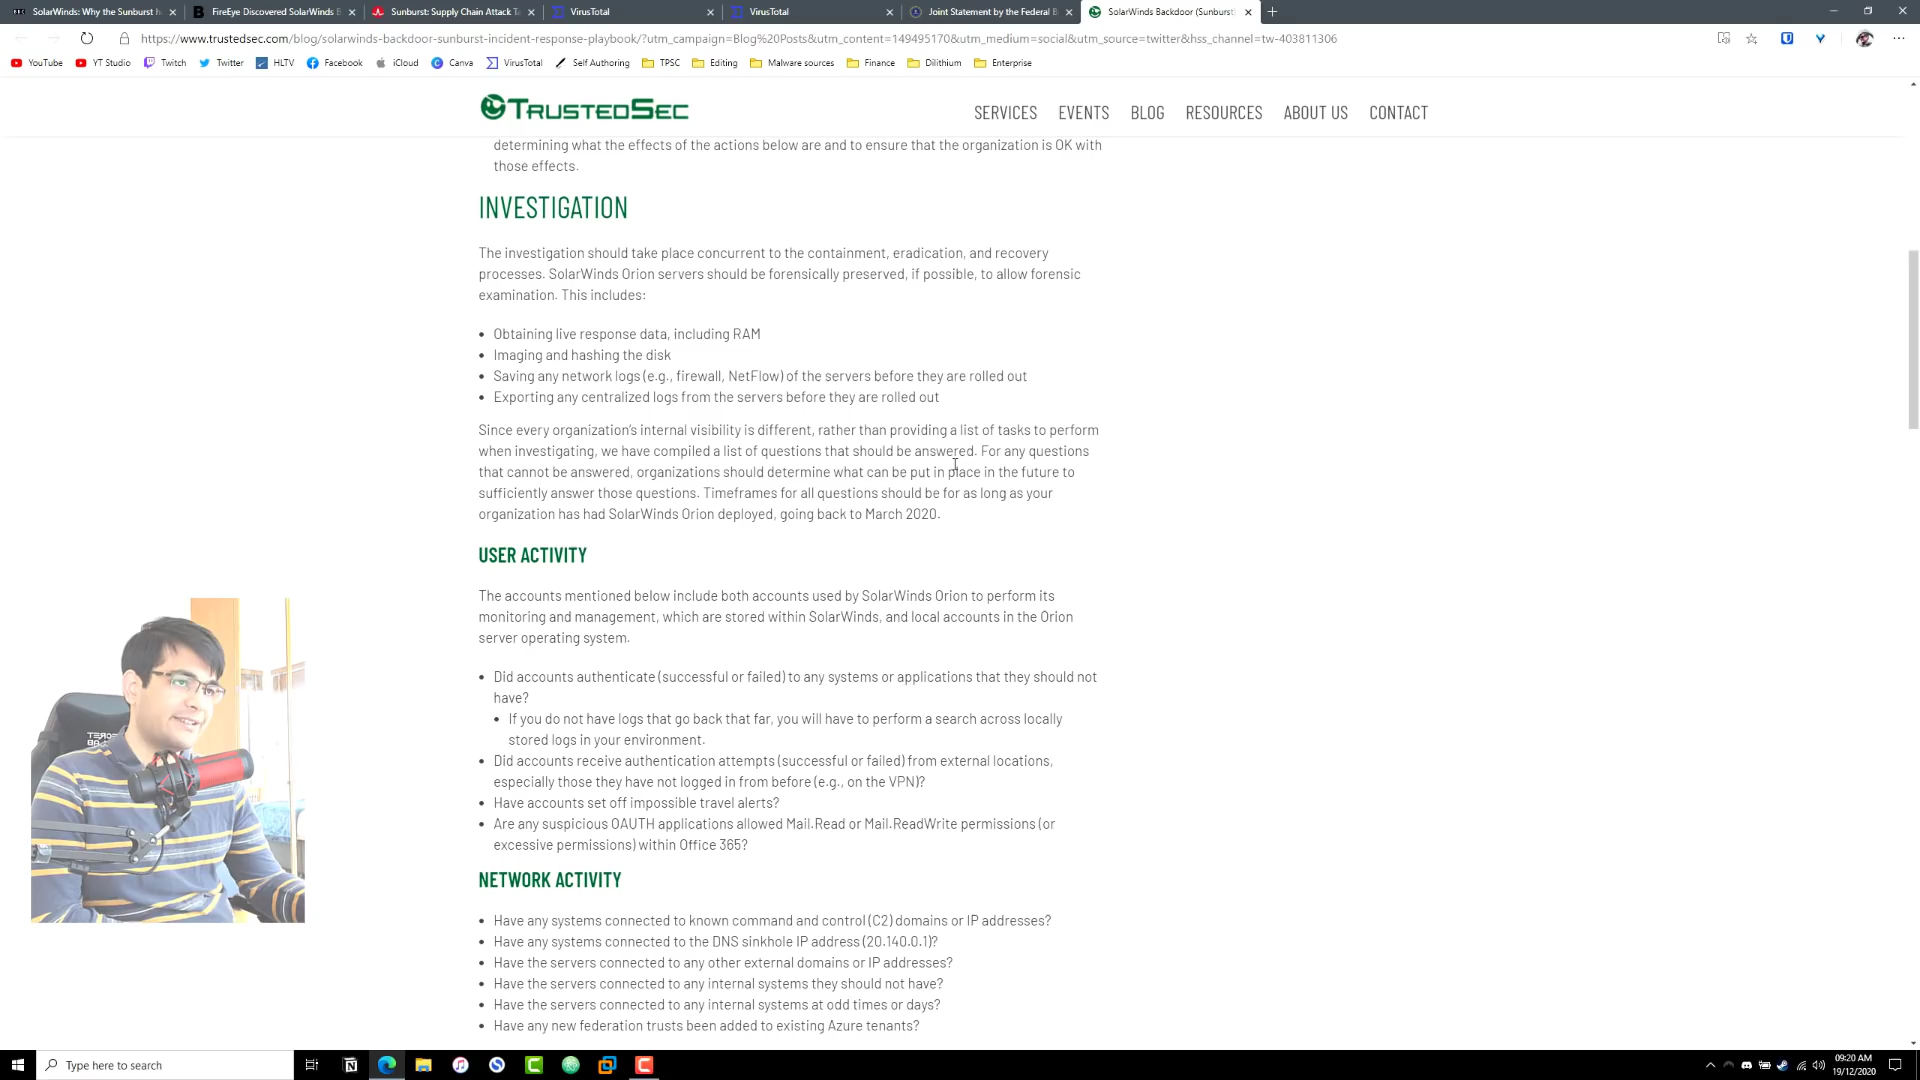 SolarWinds: Why the Sunburst h
FireEye Discovered SolarWinds B
Sunburst: Supply Chain Attack T
VirusTotal
VirusTotal
Joint Statement by the Federal B
SolarWinds Backdoor (Sunburst)
https://www.trustedsec.com/blog/solarwinds-backdoor-sunburst-incident-response-playbook/?utm_campaign=Blog%20Posts&utm_content=149495170&utm_medium=social&utm_source=twitter&hss_channel=tw-403811306
YouTube YT Studio Twitch Twitter HLTV Facebook iCloud Canva VirusTotal Self Authoring TPSC Editing Malware sources Finance Dilithium Enterprise
TRUSTEDSEC
SERVICES EVENTS BLOG RESOURCES ABOUT US CONTACT
determining what the effects of the actions below are and to ensure that the organization is OK with
those effects.
INVESTIGATION
The investigation should take place concurrent to the containment, eradication, and recovery
processes. SolarWinds Orion servers should be forensically preserved, if possible, to allow forensic
examination. This includes:
• Obtaining live response data, including RAM
• Imaging and hashing the disk
• Saving any network logs (e.g., firewall, NetFlow) of the servers before they are rolled out
• Exporting any centralized logs from the servers before they are rolled out
Since every organization's internal visibility is different, rather than providing a list of tasks to perform
when investigating, we have compiled a list of questions that should be answered. For any questions
that cannot be answered, organizations should determine what can be put in place in the future to
sufficiently answer those questions. Timeframes for all questions should be for as long as your
organization has had SolarWinds Orion deployed, going back to March 2020.
USER ACTIVITY
The accounts mentioned below include both accounts used by SolarWinds Orion to perform its
monitoring and management, which are stored within SolarWinds, and local accounts in the Orion
server operating system.
• Did accounts authenticate (successful or failed) to any systems or applications that they should not
have?
• If you do not have logs that go back that far, you will have to perform a search across locally
stored logs in your environment.
• Did accounts receive authentication attempts (successful or failed) from external locations,
especially those they have not logged in from before (e.g., on the VPN)?
• Have accounts set off impossible travel alerts?
• Are any suspicious OAUTH applications allowed Mail.Read or Mail.ReadWrite permissions (or
excessive permissions) within Office 365?
NETWORK ACTIVITY
• Have any systems connected to known command and control (C2) domains or IP addresses?
• Have any systems connected to the DNS sinkhole IP address (20.140.0.1)?
• Have the servers connected to any other external domains or IP addresses?
• Have the servers connected to any internal systems they should not have?
• Have the servers connected to any internal systems at odd times or days?
• Have any new federation trusts been added to existing Azure tenants?
Type here to search
09:20 AM
19/12/2020